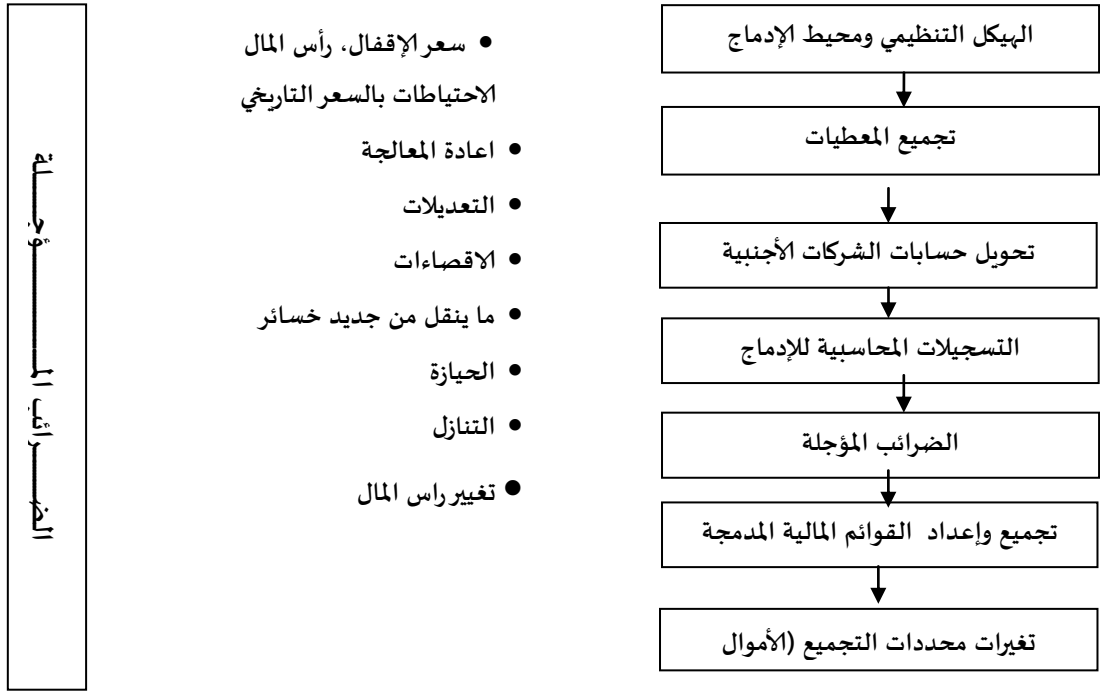 الهيكل التنظيمي ومحيط الإدماج
تجميع المعطيات
تحويل حسابات الشركات الأجنبية
التسجيلات المحاسبية للإدماج
الضرائب المؤجلة
تجميع وإعداد القوائم المالية المدمجة
تغيرات محددات التجميع (الأموال
• سعر الإقفال، رأس المال
الاحتياطات بالسعر التاريخي
• اعادة المعالجة
• التعديلات
• الاقصاءات
• ما ينقل من جديد خسائر
• الحيازة
• التنازل
• تغيير راس المال
الضـــرائب المـــــــــؤجــــلة